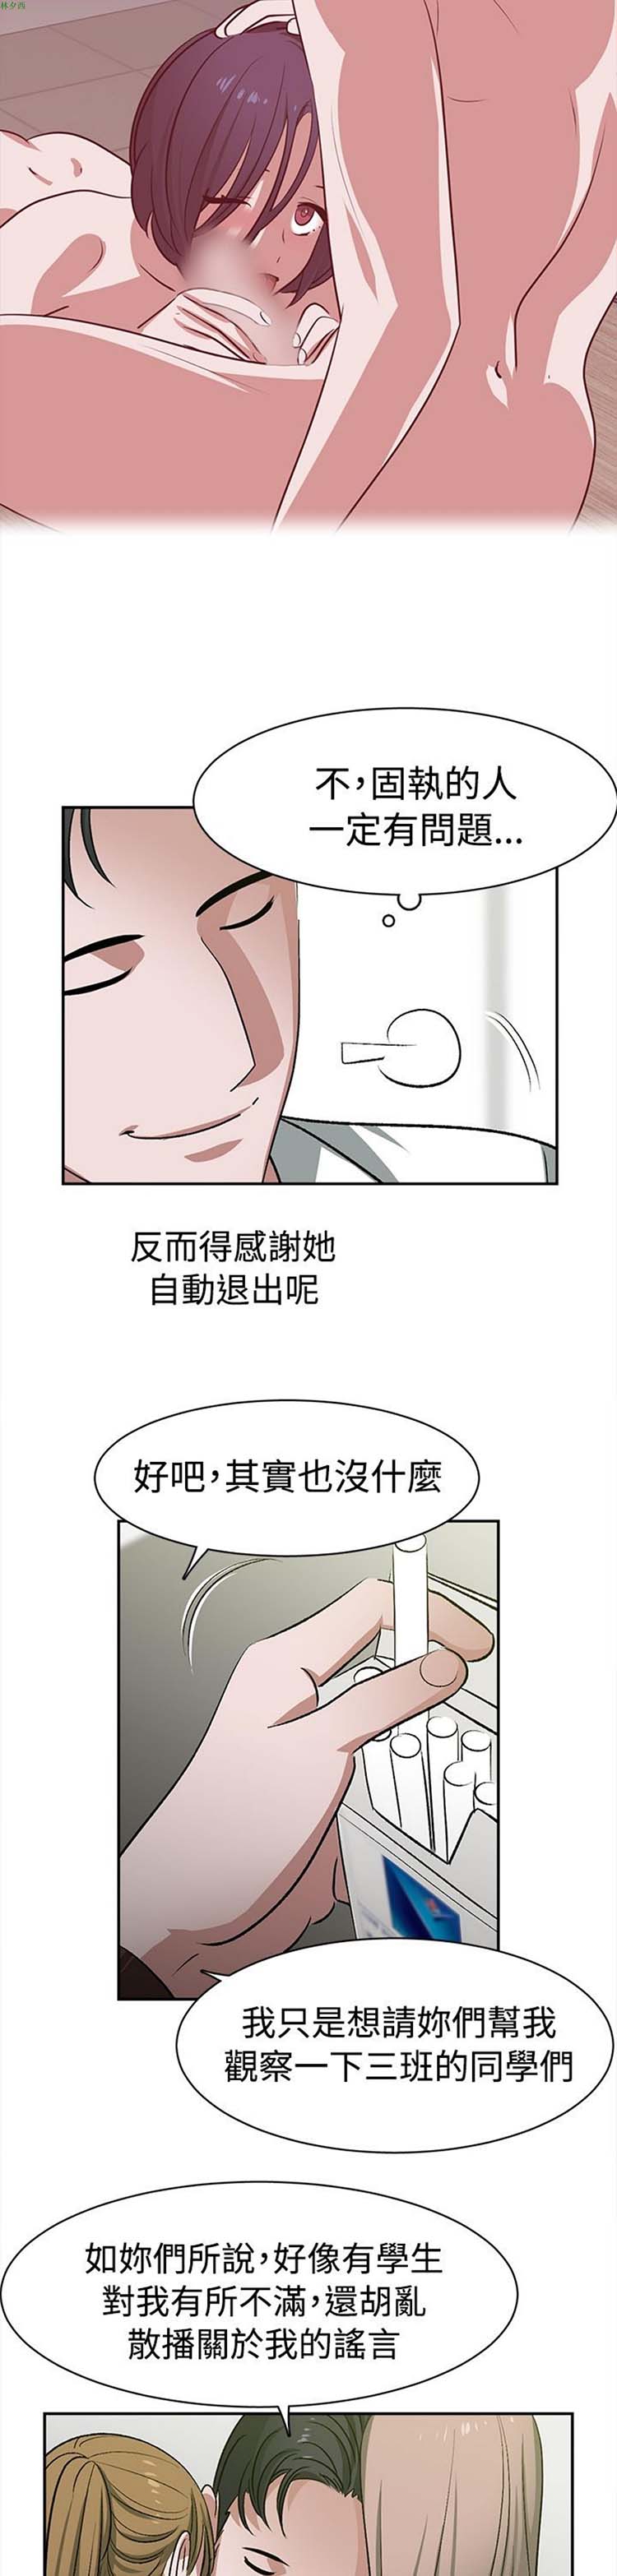 林夕西
不，固執的人
一定有問題...
反而得感謝她
自動退出呢
好吧，其實也沒什麼
我只是想請妳們幫我
觀察一下三班的同學們
如妳們所說，好像有學生
對我有所不滿，還胡亂
散播關於我的謠言